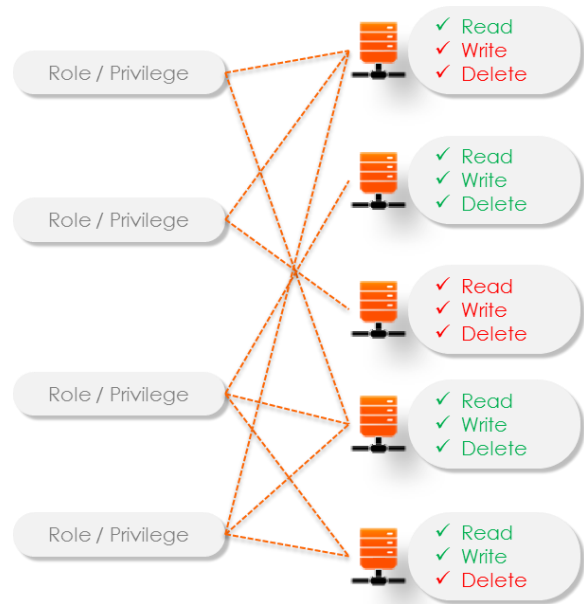 Role / Privilege
✓ Read
✓ Write
✓ Delete
Role / Privilege
✓ Read
✓ Write
✓ Delete
✓ Read
✓ Write
✓ Delete
Role / Privilege
✓ Read
✓ Write
✓ Delete
Role / Privilege
✓ Read
✓ Write
✓ Delete